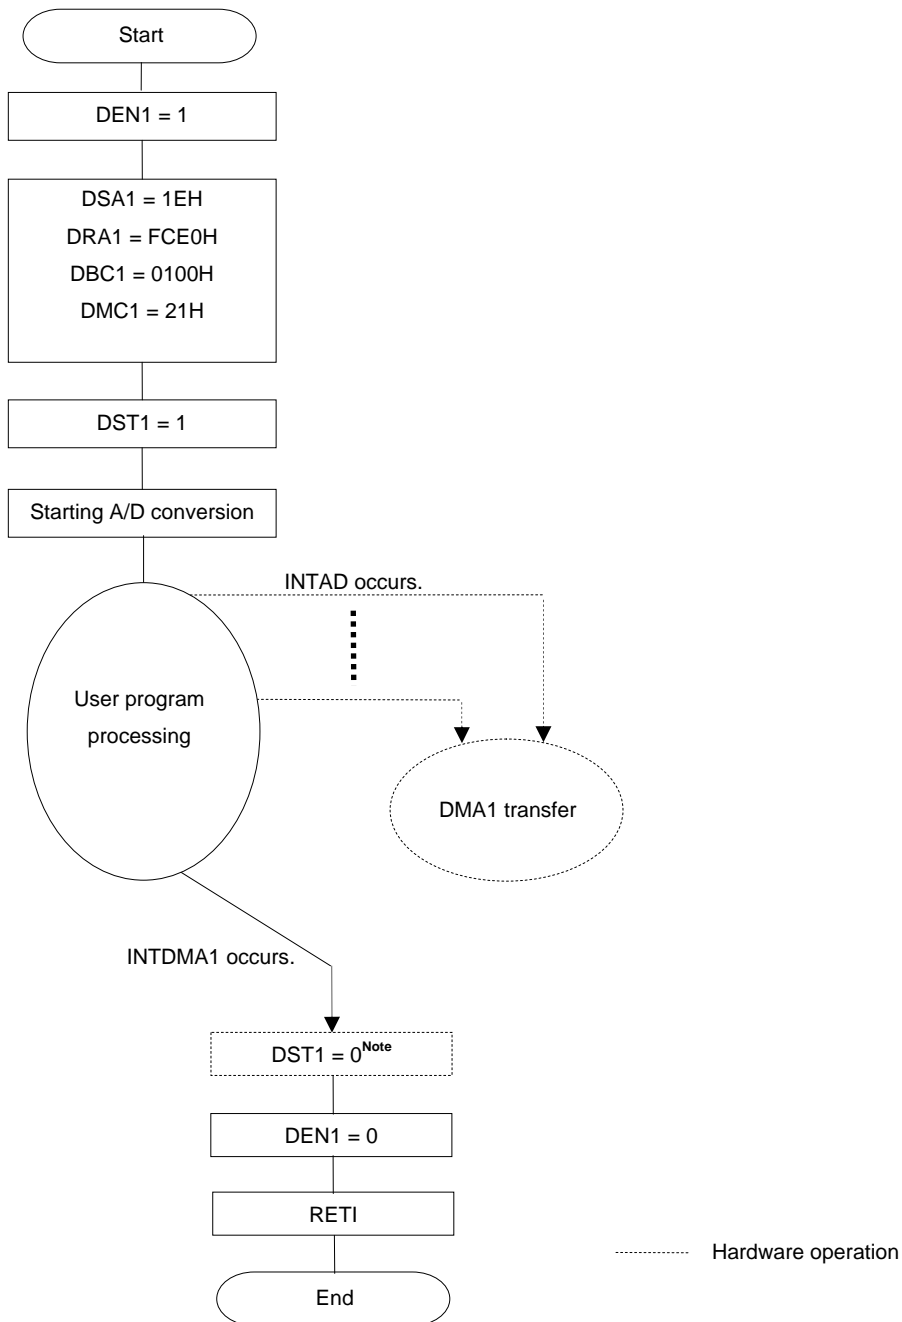 Start
DEN1 = 1
DSA1 = 1EH
DRA1 = FCE0H
DBC1 = 0100H
DMC1 = 21H
DST1 = 1
Starting A/D conversion
INTAD occurs.
User program
processing
DMA1 transfer
INTDMA1 occurs.
DST1 = 0Note
DEN1 = 0
RETI
Hardware operation
End